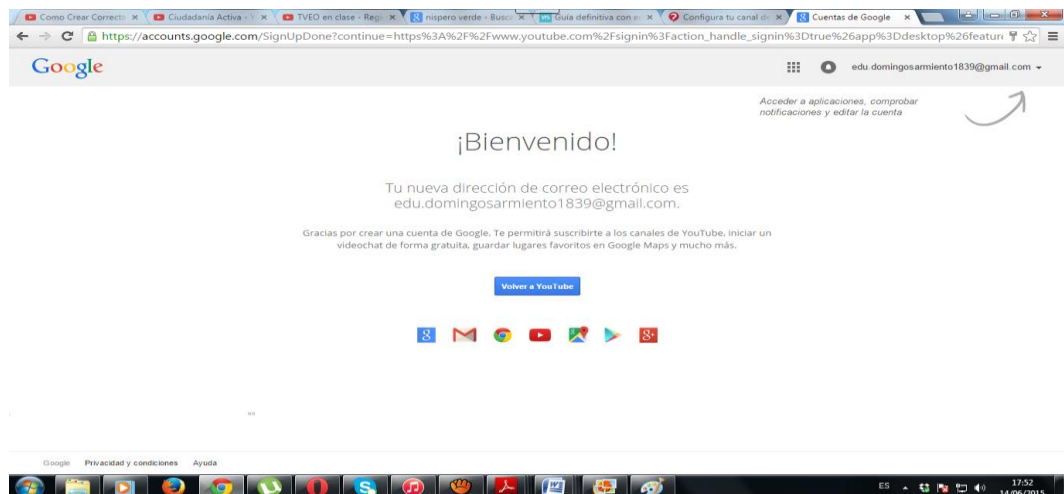 Como Crear Correcta
Ciudadanía Activa - Y
TVEO en clase - Regis
nispero verde - Busca
Guía definitiva con e
Configura tu canal de
Cuentas de Google
https://accounts.google.com/SignUpDone?continue=https%3A%2F%2Fwww.youtube.com%2Fsignin%3Faction_handle_signin%3Dtrue%26app%3Ddesktop%26featur
Google
edu.domingosarmiento1839@gmail.com
Acceder a aplicaciones, comprobar
notificaciones y editar la cuenta
¡Bienvenido!
Tu nueva dirección de correo electrónico es
edu.domingosarmiento1839@gmail.com.
Gracias por crear una cuenta de Google. Te permitirá suscribirte a los canales de YouTube, iniciar un
videochat de forma gratuita, guardar lugares favoritos en Google Maps y mucho más.
Volver a YouTube
Google Privacidad y condiciones Ayuda
ES
17:52
14/06/2015